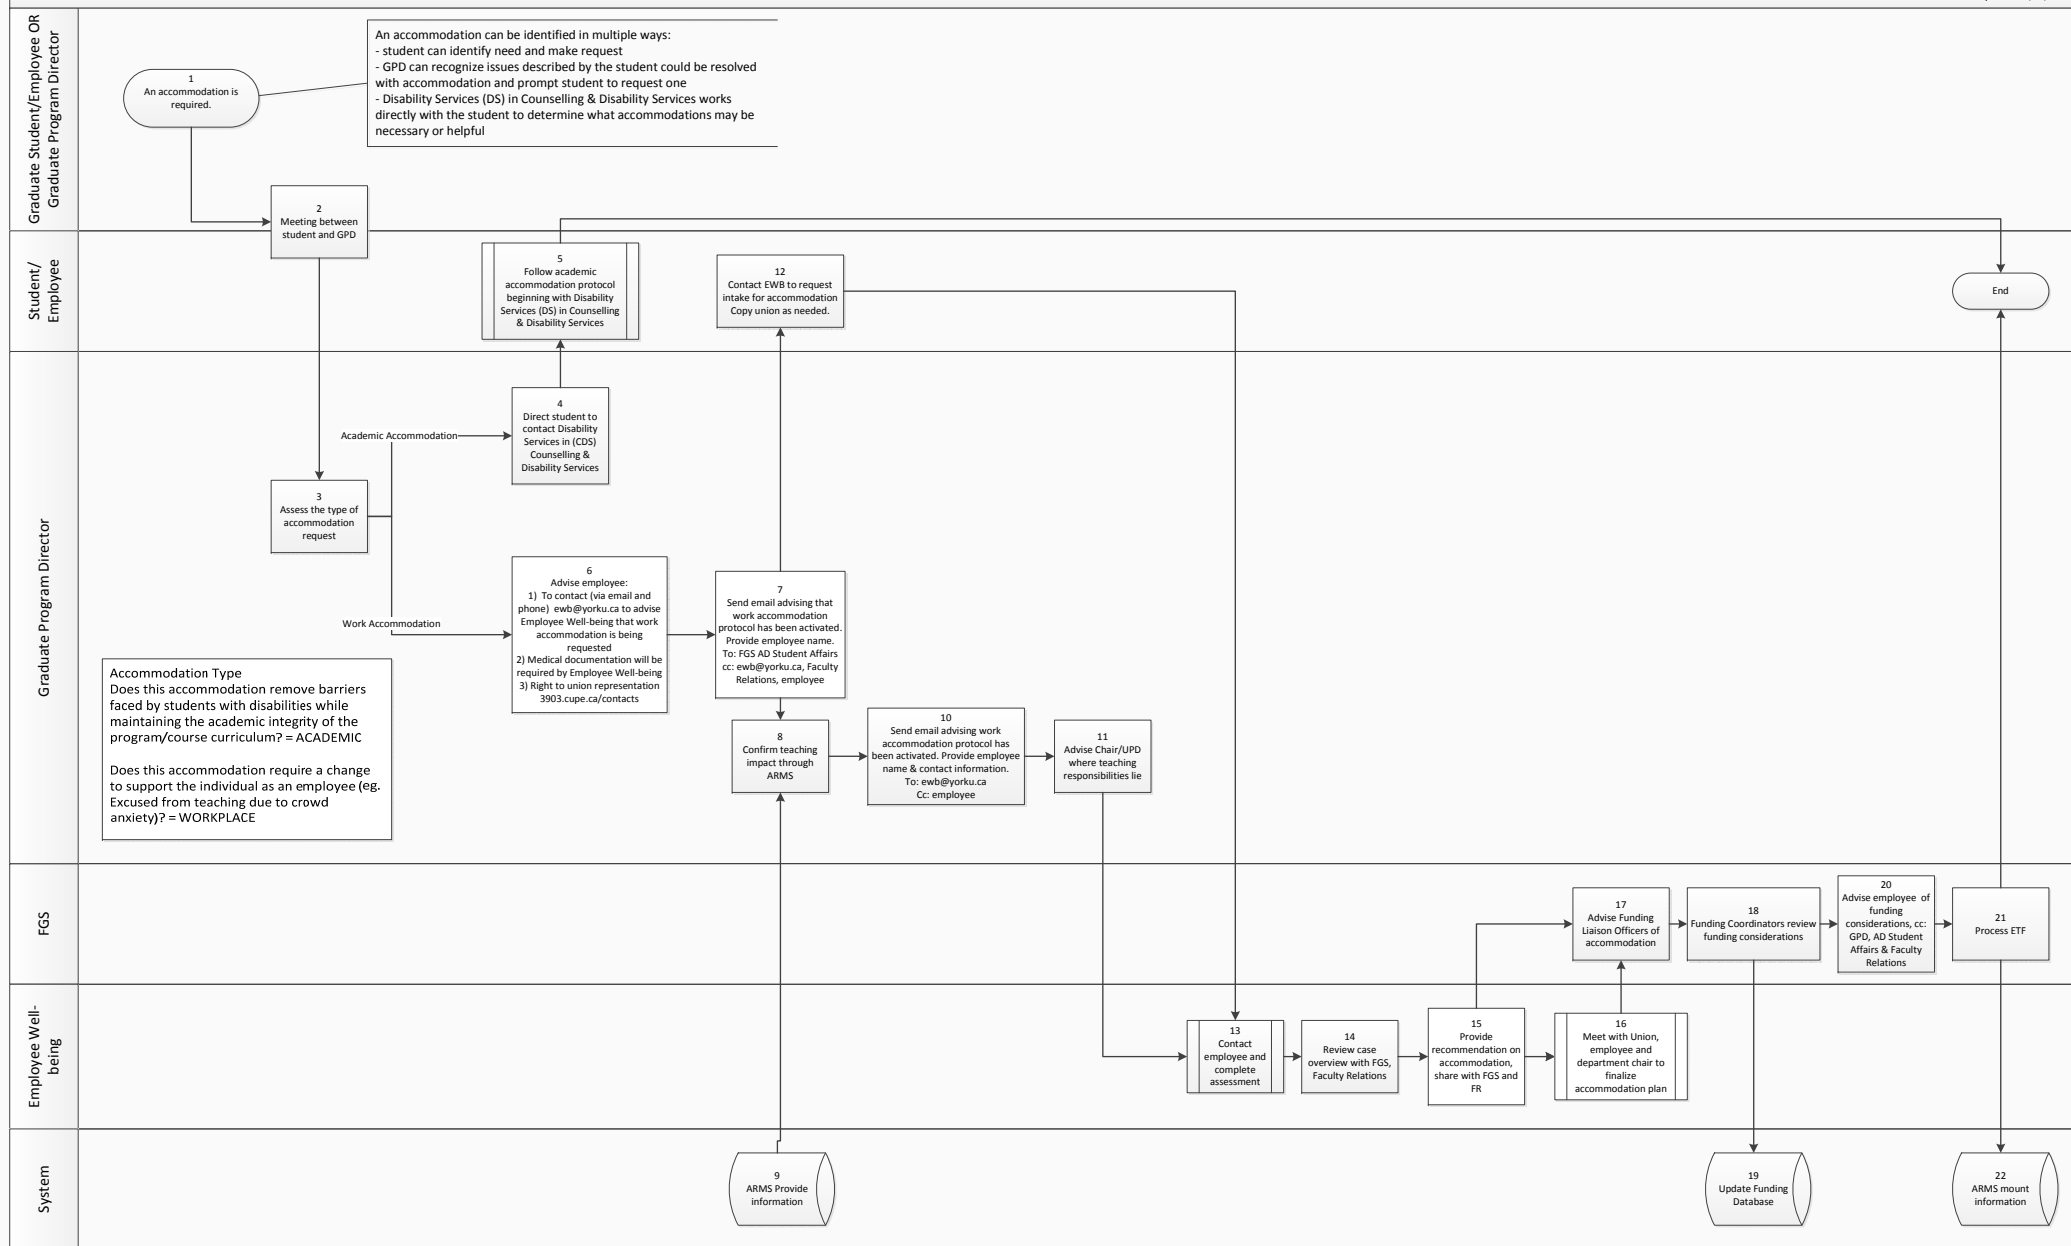 Graduate Student/Employee OR
Graduate Program Director
1
An accommodation is
required.
An accommodation can be identified in multiple ways:
- student can identify need and make request
- GPD can recognize issues described by the student could be resolved
with accommodation and prompt student to request one
- Disability Services (DS) in Counselling & Disability Services works
directly with the student to determine what accommodations may be
necessary or helpful
2
Meeting between
student and GPD
Student/
Employee
5
Follow academic
accommodation protocol
beginning with Disability
Services (DS) in Counselling
& Disability Services
12
Contact EWB to request
intake for accommodation
Copy union as needed.
End
Graduate Program Director
4
Direct student to
contact Disability
Services in (CDS)
Counselling &
Disability Services
Academic Accommodation
3
Assess the type of
accommodation
request
Work Accommodation
6
Advise employee:
1) To contact (via email and
phone) ewb@yorku.ca to advise
Employee Well-being that work
accommodation is being
requested
2) Medical documentation will be
required by Employee Well-being
3) Right to union representation
3903.cupe.ca/contacts
7
Send email advising that
work accommodation
protocol has been activated.
Provide employee name.
To: FGS AD Student Affairs
cc: ewb@yorku.ca, Faculty
Relations, employee
Accommodation Type
Does this accommodation remove barriers
faced by students with disabilities while
maintaining the academic integrity of the
program/course curriculum? = ACADEMIC
Does this accommodation require a change
to support the individual as an employee (eg.
Excused from teaching due to crowd
anxiety)? = WORKPLACE
8
Confirm teaching
impact through
ARMS
10
Send email advising work
accommodation protocol has
been activated. Provide employee
name & contact information.
To: ewb@yorku.ca
Cc: employee
11
Advise Chair/UPD
where teaching
responsibilities lie
FGS
17
Advise Funding
Liaison Officers of
accommodation
18
Funding Coordinators review
funding considerations
20
Advise employee of
funding
considerations, cc:
GPD, AD Student
Affairs & Faculty
Relations
21
Process ETF
Employee Well-
being
13
Contact
employee and
complete
assessment
14
Review case
overview with FGS,
Faculty Relations
15
Provide
recommendation on
accommodation,
share with FGS and
FR
16
Meet with Union,
employee and
department chair to
finalize
accommodation plan
System
9
ARMS Provide
information
19
Update Funding
Database
22
ARMS mount
information